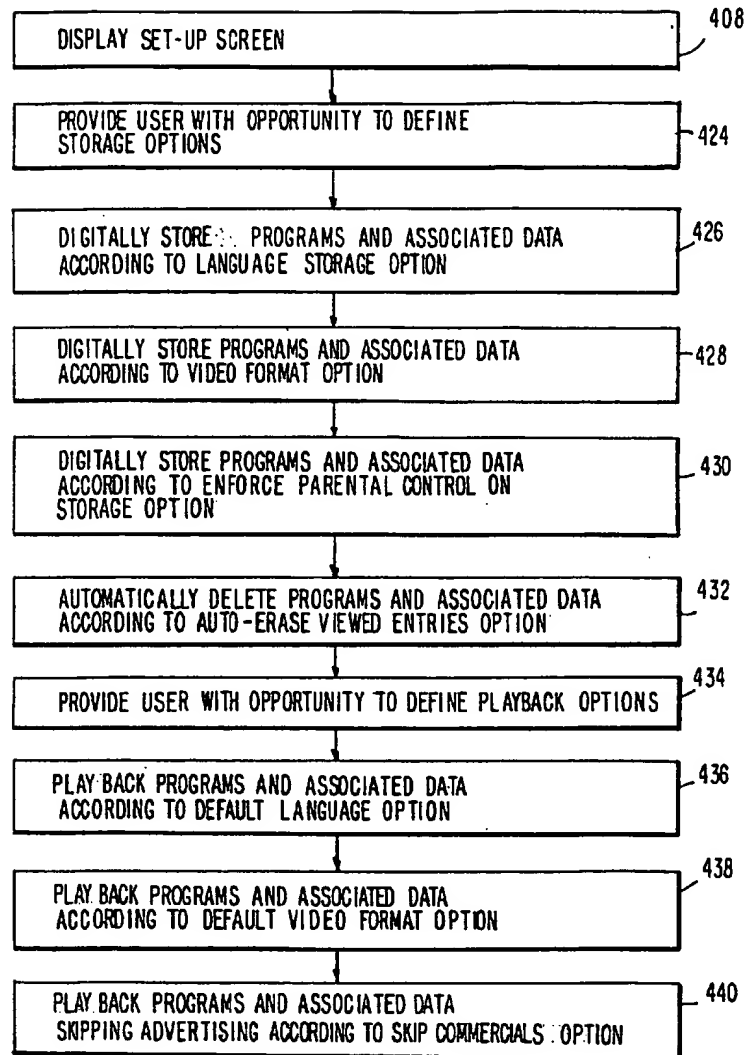 DISPLAY SET-UP SCREEN
408
PROVIDE USER WITH OPPORTUNITY TO DEFINE
STORAGE OPTIONS
424
DIGITALLY STORE PROGRAMS AND ASSOCIATED DATA
ACCORDING TO LANGUAGE STORAGE OPTION
426
DIGITALLY STORE PROGRAMS AND ASSOCIATED DATA
ACCORDING TO VIDEO FORMAT OPTION
428
DIGITALLY STORE PROGRAMS AND ASSOCIATED DATA
ACCORDING TO ENFORCE PARENTAL CONTROL ON
STORAGE OPTION
430
AUTOMATICALLY DELETE PROGRAMS AND ASSOCIATED DATA
ACCORDING TO AUTO-ERASE VIEWED ENTRIES OPTION
432
PROVIDE USER WITH OPPORTUNITY TO DEFINE PLAYBACK OPTIONS
434
PLAY BACK PROGRAMS AND ASSOCIATED DATA
ACCORDING TO DEFAULT LANGUAGE OPTION
436
PLAY BACK PROGRAMS AND ASSOCIATED DATA
ACCORDING TO DEFAULT VIDEO FORMAT OPTION
438
PLAY BACK PROGRAMS AND ASSOCIATED DATA
SKIPPING ADVERTISING ACCORDING TO SKIP COMMERCIALS OPTION
440